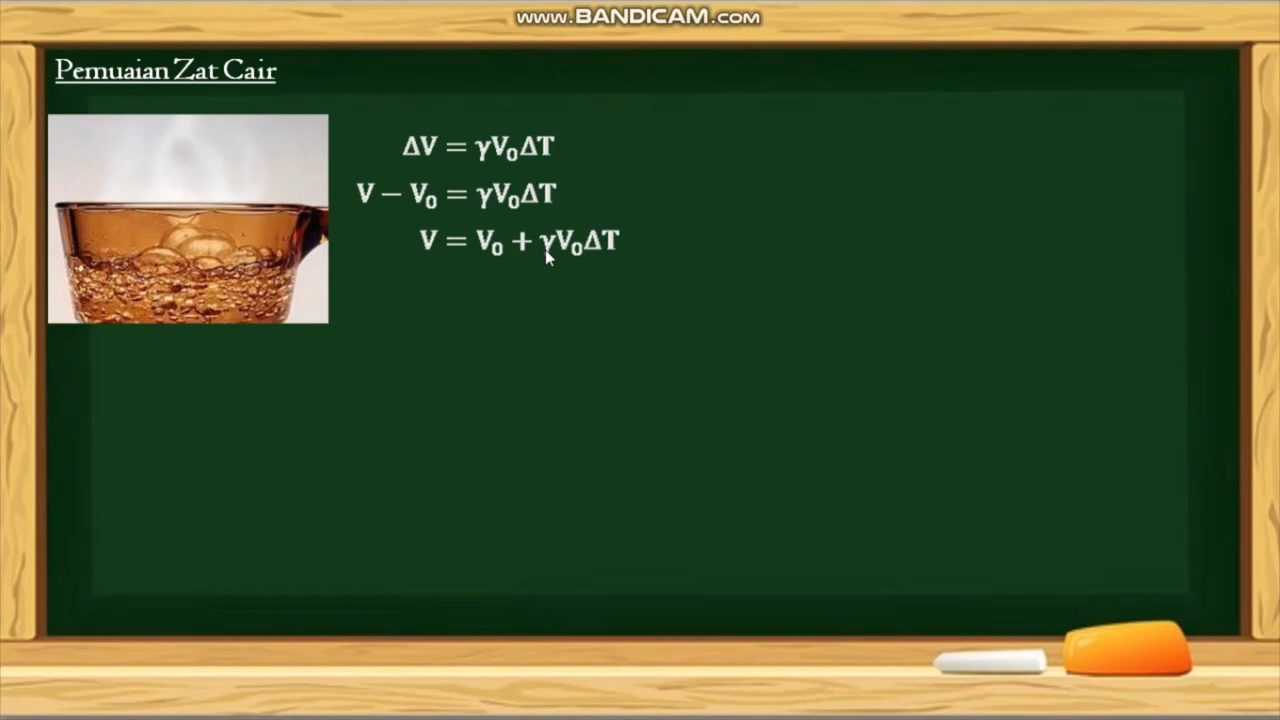 www.BANDICAM.com
Pemuaian Zat Cair
ΔV = γV₀ΔT
V − V₀ = γV₀ΔT
V = V₀ + γV₀ΔT